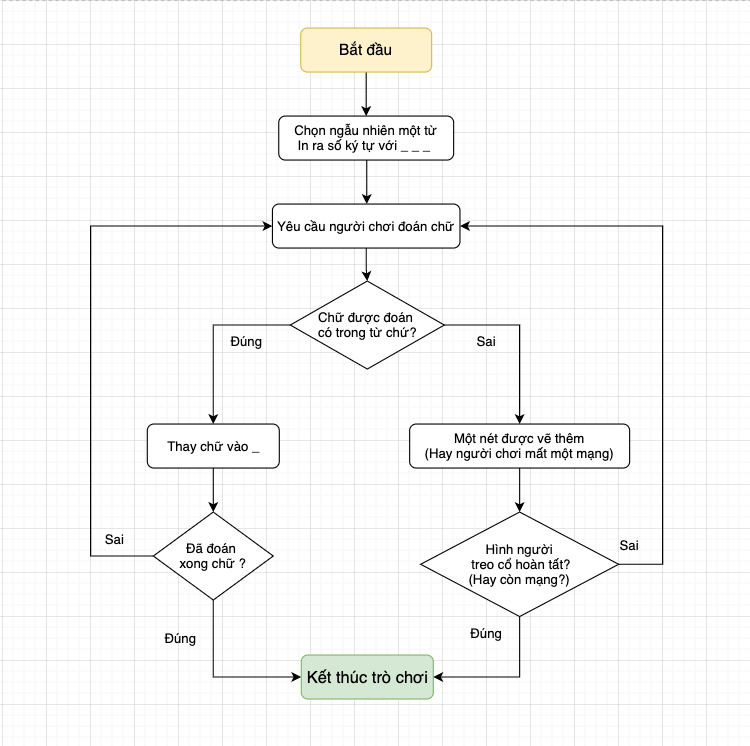 Bắt đầu
Chọn ngẫu nhiên một từ
In ra số ký tự với _ _ _
Yêu cầu người chơi đoán chữ
Chữ được đoán
có trong từ chứ?
Đúng
Sai
Thay chữ vào _
Một nét được vẽ thêm
(Hay người chơi mất một mạng)
Sai
Đã đoán
xong chữ ?
Hình người
treo cổ hoàn tất?
(Hay còn mạng?)
Sai
Đúng
Đúng
Kết thúc trò chơi